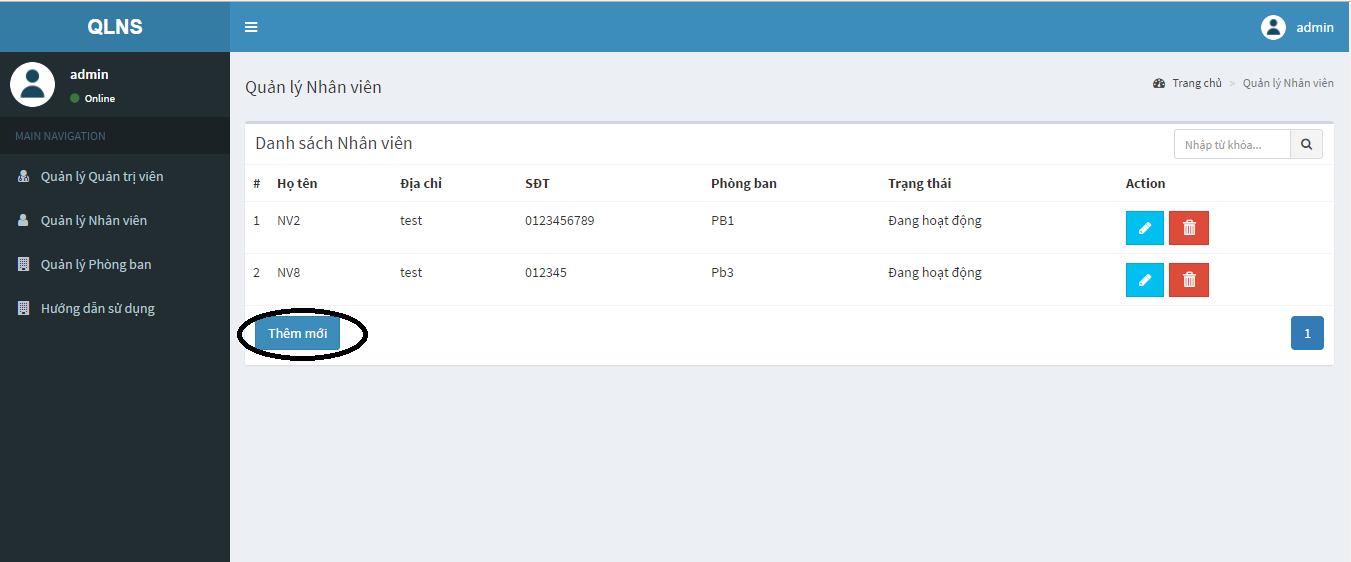 QLNS
admin
admin
Online
MAIN NAVIGATION
Quản lý Quản trị viên
Quản lý Nhân viên
Quản lý Phòng ban
Hướng dẫn sử dụng
Quản lý Nhân viên
Trang chủ > Quản lý Nhân viên
Danh sách Nhân viên
Nhập từ khóa...
# Họ tên Địa chỉ SĐT Phòng ban Trạng thái Action
1 NV2 test 0123456789 PB1 Đang hoạt động
2 NV8 test 012345 Pb3 Đang hoạt động
Thêm mới
1